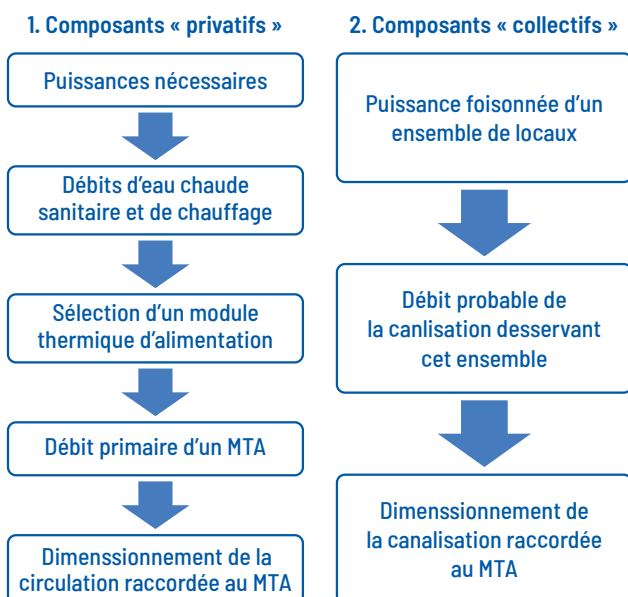 1. Composants « privatifs »
Puissances nécessaires
Débits d'eau chaude
sanitaire et de chauffage
Sélection d'un module
thermique d'alimentation
Débit primaire d'un MTA
Dimenssionnement de la
circulation raccordée au MTA
2. Composants « collectifs »
Puissance foisonnée d'un
ensemble de locaux
Débit probable de
la canlisation desservant
cet ensemble
Dimenssionnement de
la canalisation raccordée
au MTA